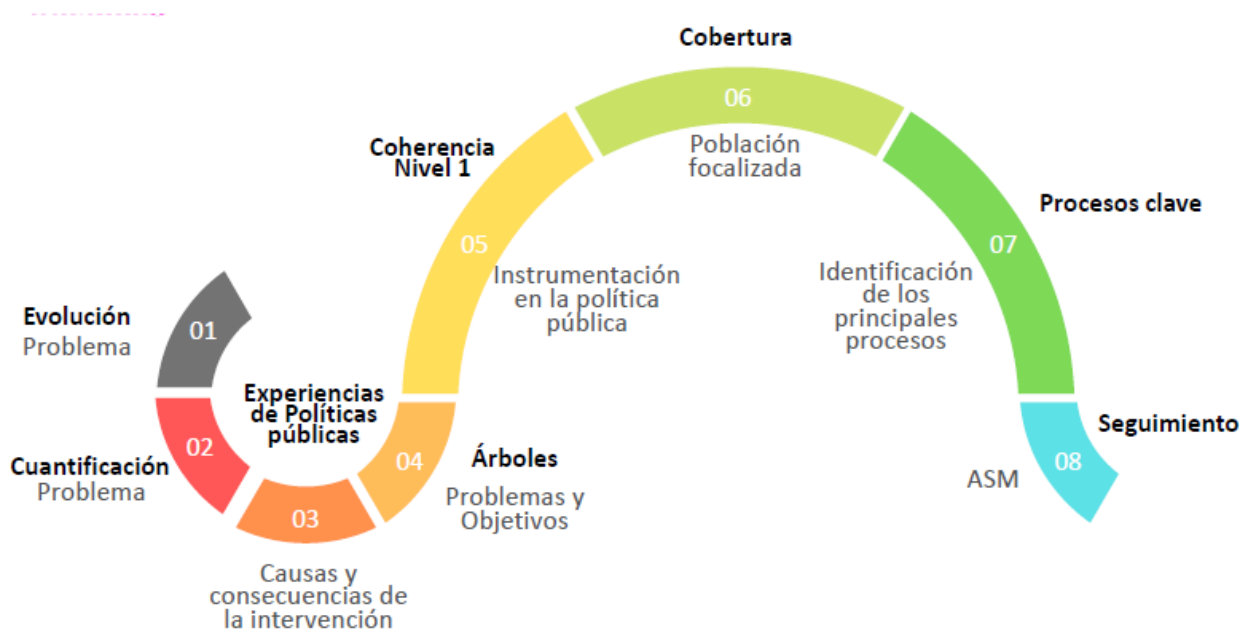 01
Evolución
Problema
02
Cuantificación
Problema
Experiencias
de Políticas
públicas
03
Causas y
consecuencias de
la intervención
04
Árboles
Problemas y
Objetivos
Coherencia
Nivel 1
05
Instrumentación
en la política
pública
Cobertura
06
Población
focalizada
Procesos clave
07
Identificación
de los
principales
procesos
Seguimiento
08
ASM